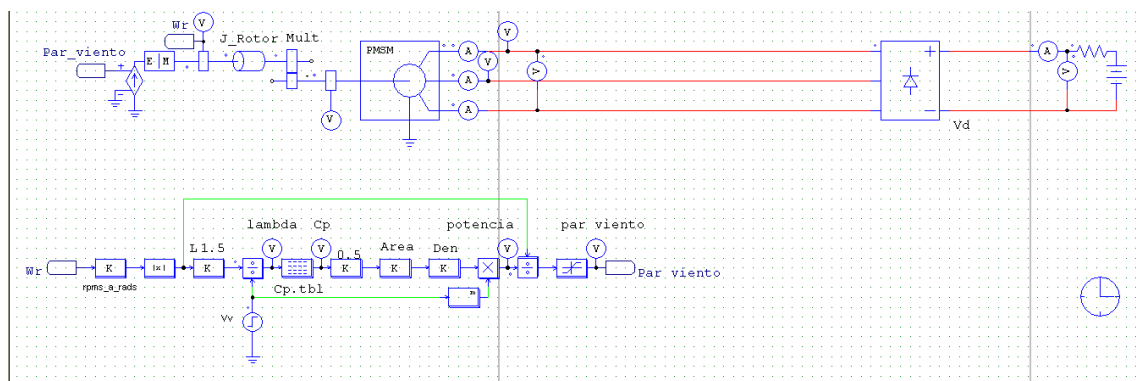 Wr
V
J_Rotor Mult
PMSM
A
V
V
Par_viento
E M
A
V
A
V
V
A
Vd
lambda
Cp
potencia
par viento
L1.5
V
V
0.5
Area
Den
V
V
Wr
K
|x|
K
K
K
K
Par viento
rpms_a_rads
Cp.tbl
n
Vv